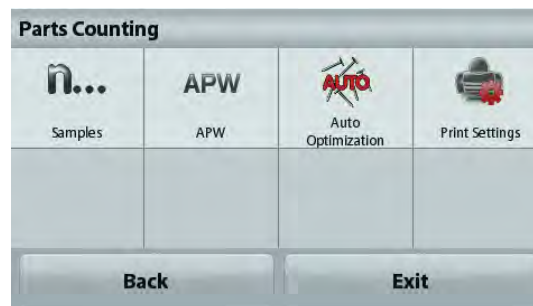 Parts Counting
n...
APW
AUTO
Samples
APW
Auto
Optimization
Print Settings
Back
Exit